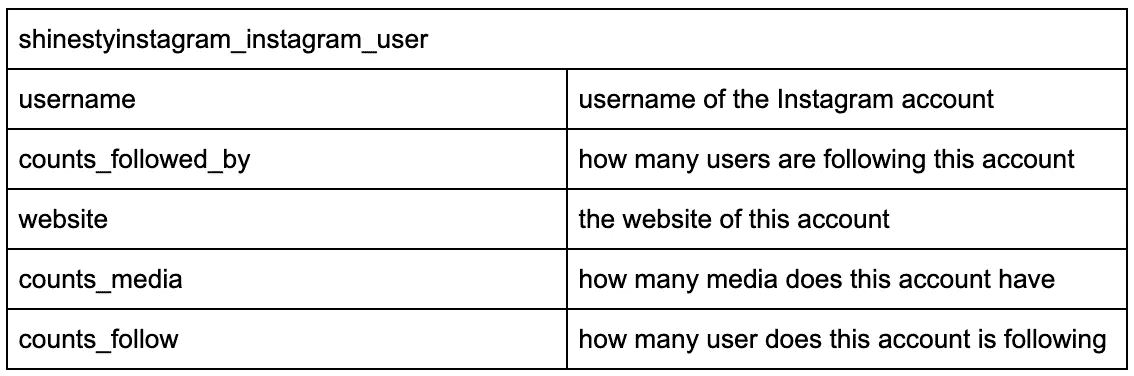 shinestyinstagram_instagram_user
username
username of the Instagram account
counts_followed_by
how many users are following this account
website
the website of this account
counts_media
how many media does this account have
counts_follow
how many user does this account is following